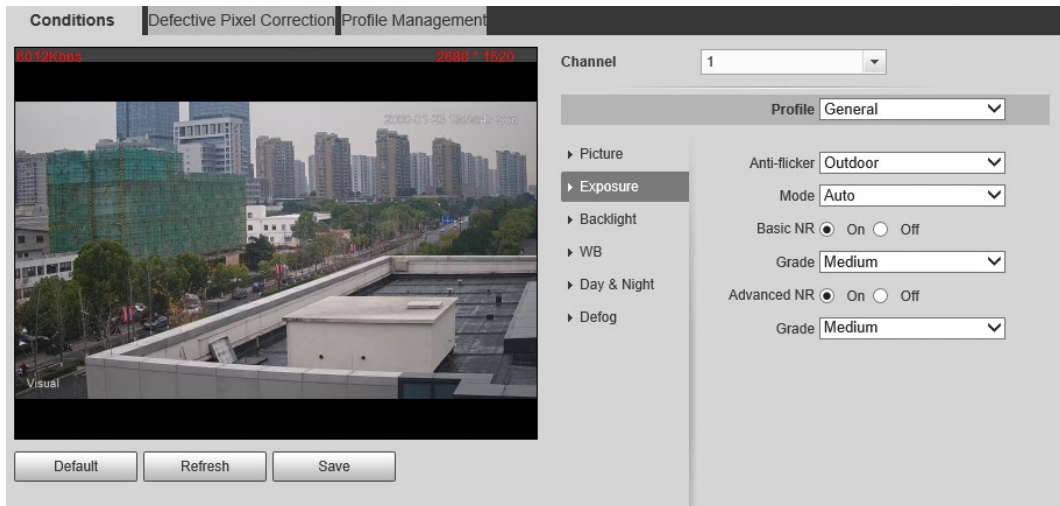 Conditions Defective Pixel Correction Profile Management
6012Kbps 2688 * 1520
Visual
Default Refresh Save
Channel 1
Profile General
Picture
Exposure
Backlight
WB
Day & Night
Defog
Anti-flicker Outdoor
Mode Auto
Basic NR On Off
Grade Medium
Advanced NR On Off
Grade Medium